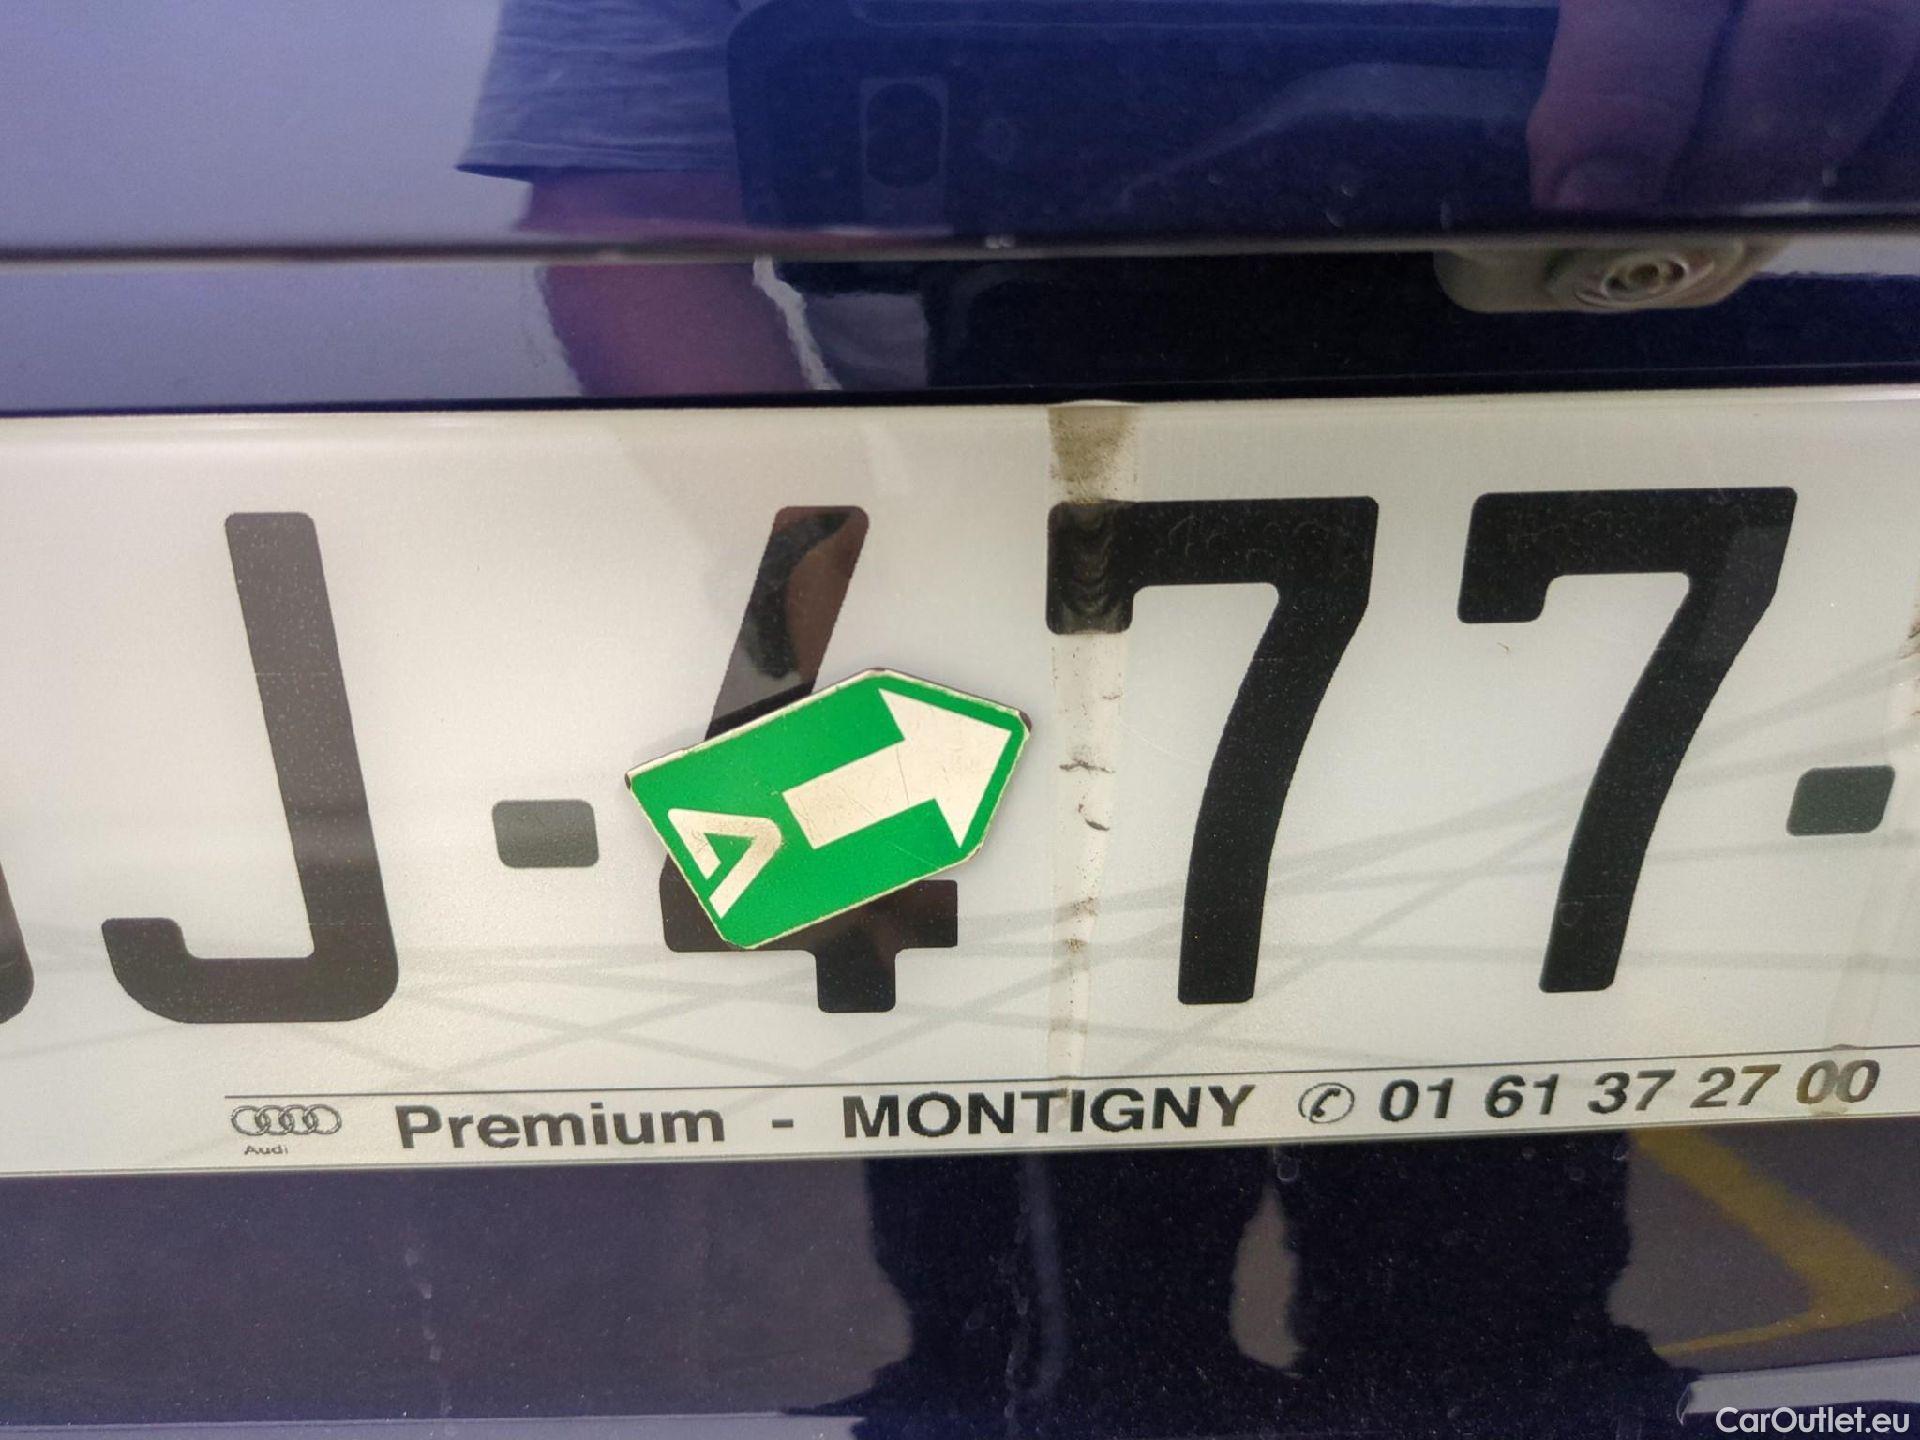 J-477-
Audi Premium - MONTIGNY ✆ 01 61 37 27 00
CarOutlet.eu